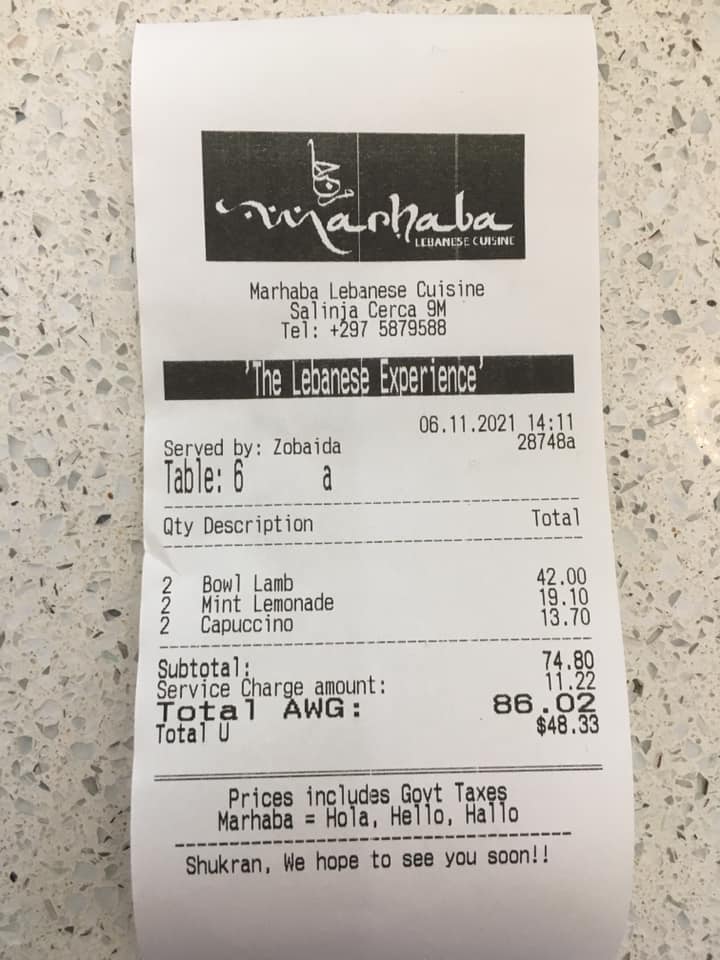 marhaba
LEBANESE CUISINE
Marhaba Lebanese Cuisine
Salinja Cerca 9M
Tel: +297 5879588
'The Lebanese Experience'
06.11.2021 14:11
Served by: Zobaida 28748a
Table: 6 a
Qty Description Total
2 Bowl Lamb 42.00
2 Mint Lemonade 19.10
2 Capuccino 13.70
Subtotal: 74.80
Service Charge amount: 11.22
Total AWG: 86.02
Total U $48.33
Prices includes Govt Taxes
Marhaba = Hola, Hello, Hallo
Shukran, We hope to see you soon!!